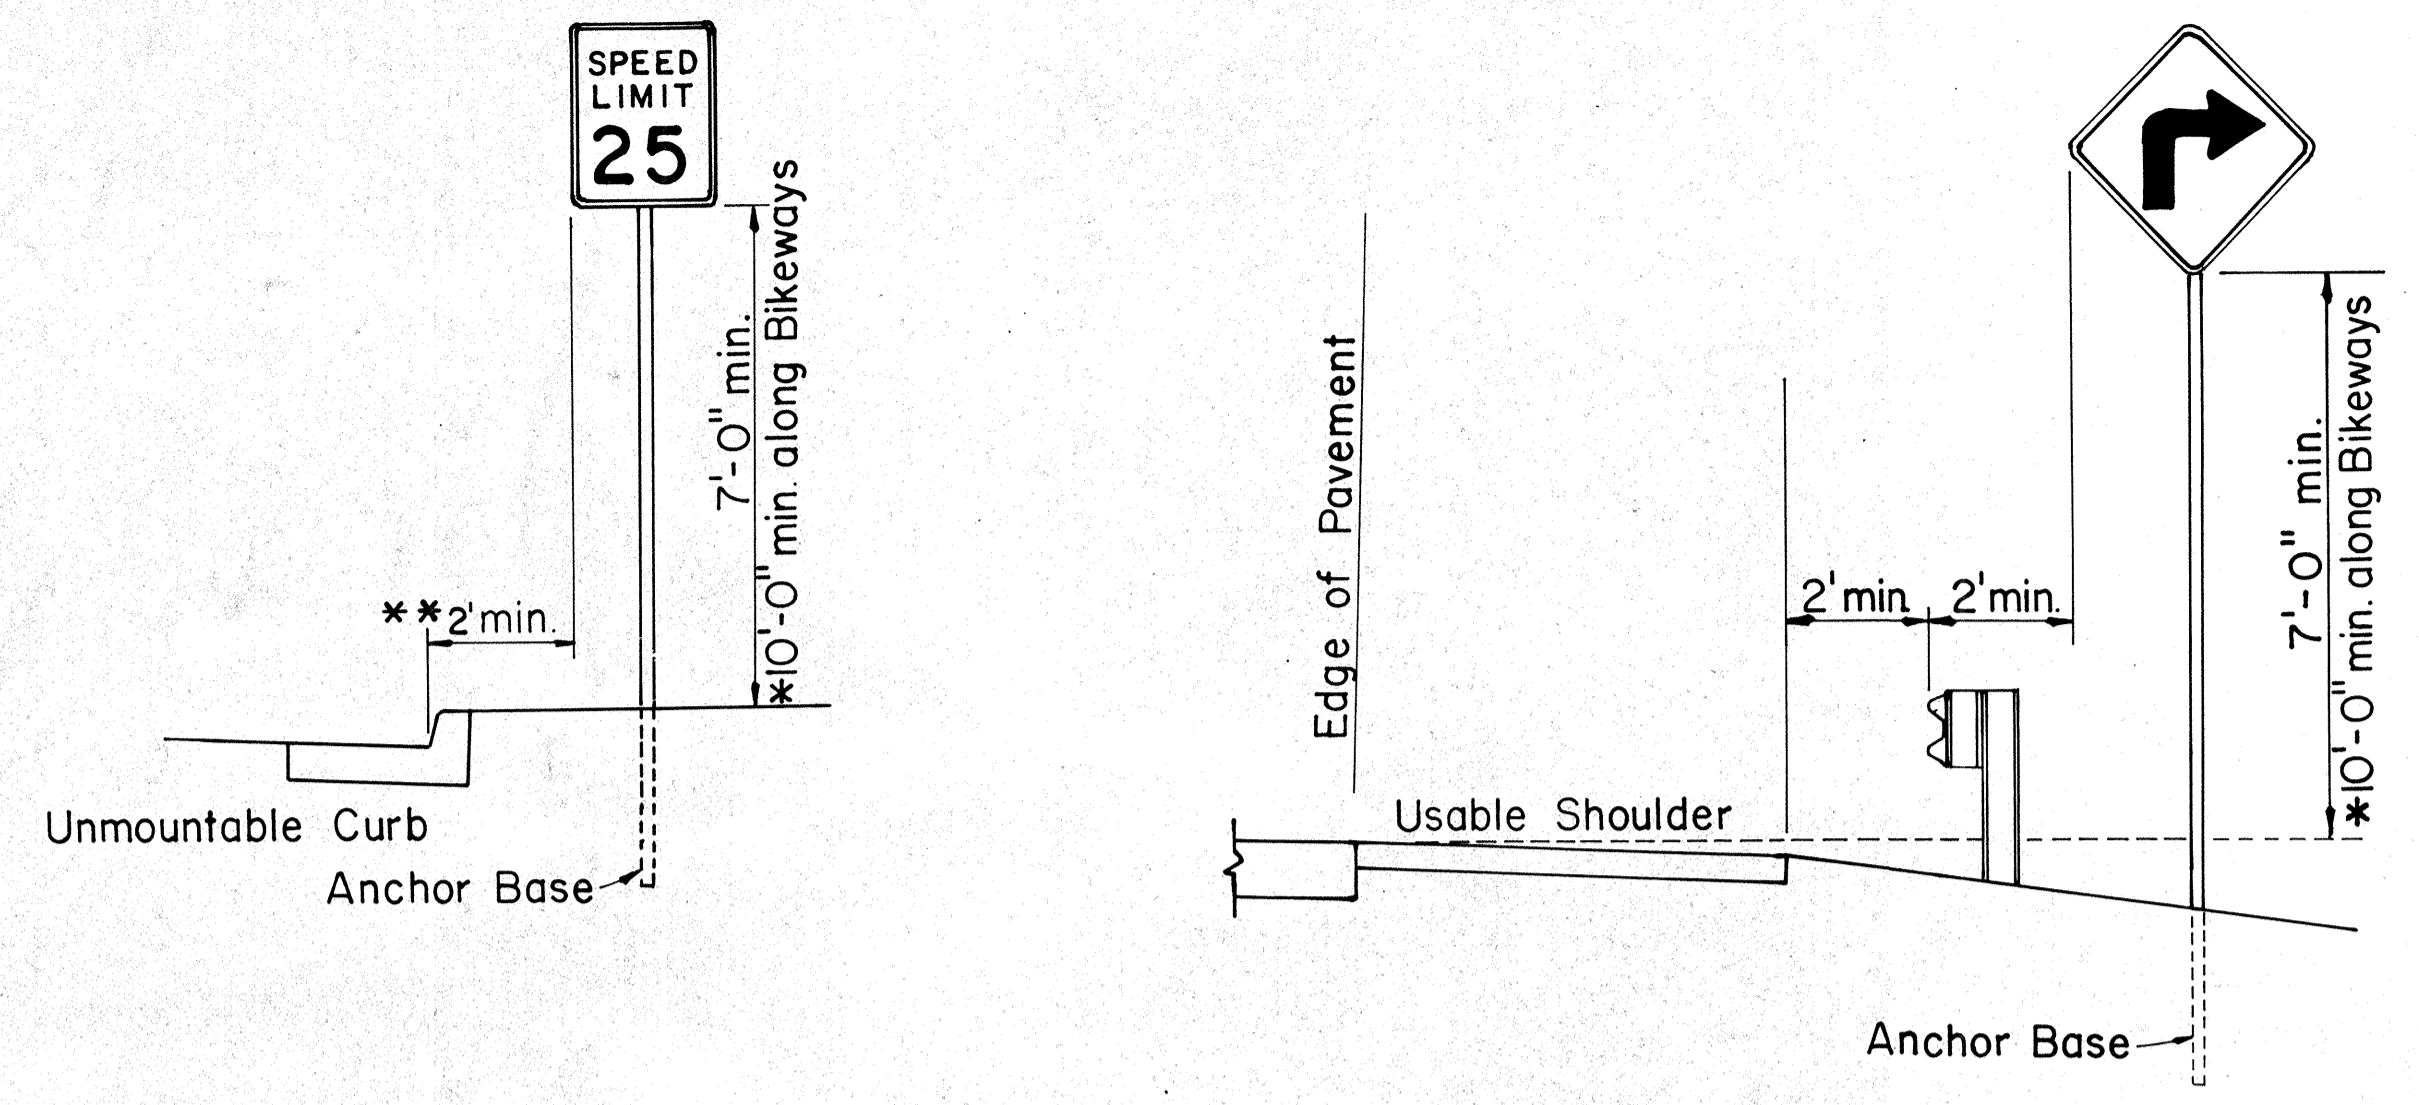 SPEED
LIMIT
25
7'-0" min.
*10'-0" min. along Bikeways
**2' min.
Unmountable Curb
Anchor Base
Edge of Pavement
Usable Shoulder
2' min
2' min.
7'-0" min.
*10'-0" min. along Bikeways
Anchor Base